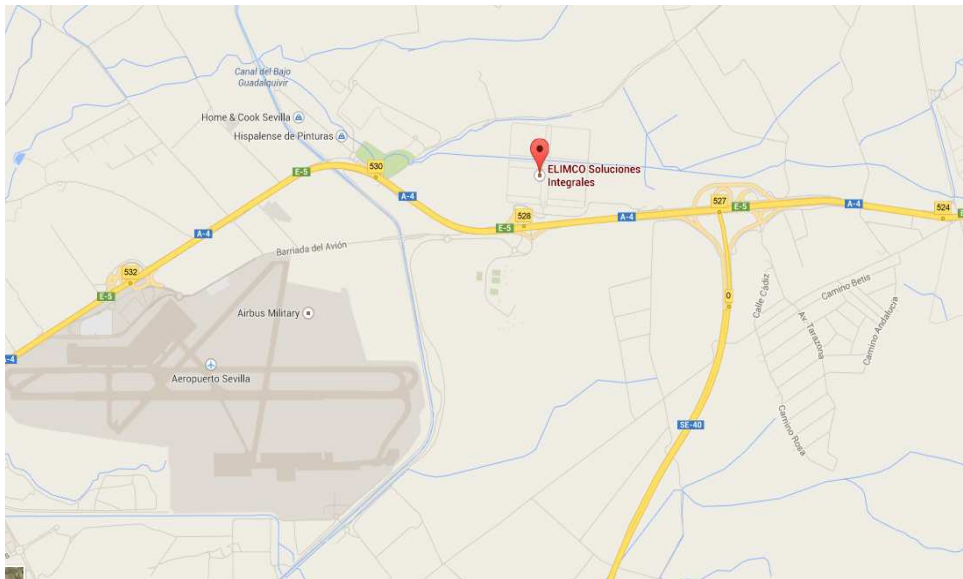 Canal del Bajo
Guadalquivir
Home & Cook Sevilla
Hispalense de Pinturas
530
E-5
ELIMCO Soluciones
Integrales
A-4
527
528
A-4
E-5
E-5
A-4
524
A-4
Barriada del Avión
532
E-5
Camino Betis
0
Calle Cádiz
Airbus Military
Av. Tarazona
Camino Andalucía
A-4
Aeropuerto Sevilla
Camino Rosa
SE-40